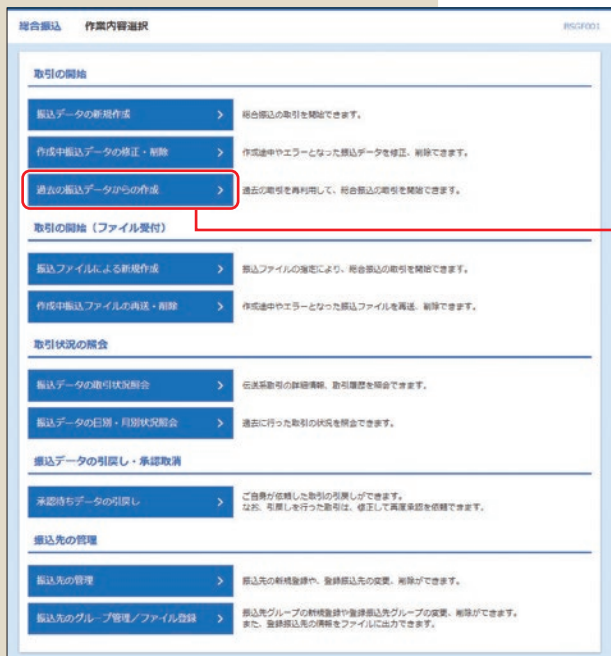 総合振込 作業内容選択 BSGF001
取引の開始
振込データの新規作成 総合振込の取引を開始できます。
作成中振込データの修正・削除 作成途中やエラーとなった振込データを修正、削除できます。
過去の振込データからの作成 過去の取引を再利用して、総合振込の取引を開始できます。
取引の開始（ファイル受付）
振込ファイルによる新規作成 振込ファイルの指定により、総合振込の取引を開始できます。
作成中振込ファイルの再送・削除 作成途中やエラーとなった振込ファイルを再送、削除できます。
取引状況の照会
振込データの取引状況照会 伝送系取引の詳細情報、取引履歴を照会できます。
振込データの日別・月別状況照会 過去に行った取引の状況を照会できます。
振込データの引戻し・承認取消
承認待ちデータの引戻し ご自身が依頼した取引の引戻しができます。
なお、引戻しを行った取引は、修正して再度承認を依頼できます。
振込先の管理
振込先の管理 振込先の新規登録や、登録振込先の変更、削除ができます。
振込先のグループ管理／ファイル登録 振込先グループの新規登録や登録振込先グループの変更、削除ができます。
また、登録振込先の情報をファイルに出力できます。